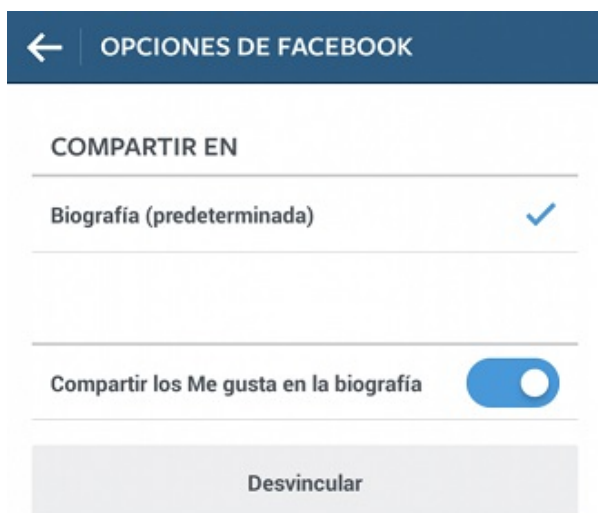 OPCIONES DE FACEBOOK
COMPARTIR EN
Biografía (predeterminada)
Compartir los Me gusta en la biografía
Desvincular